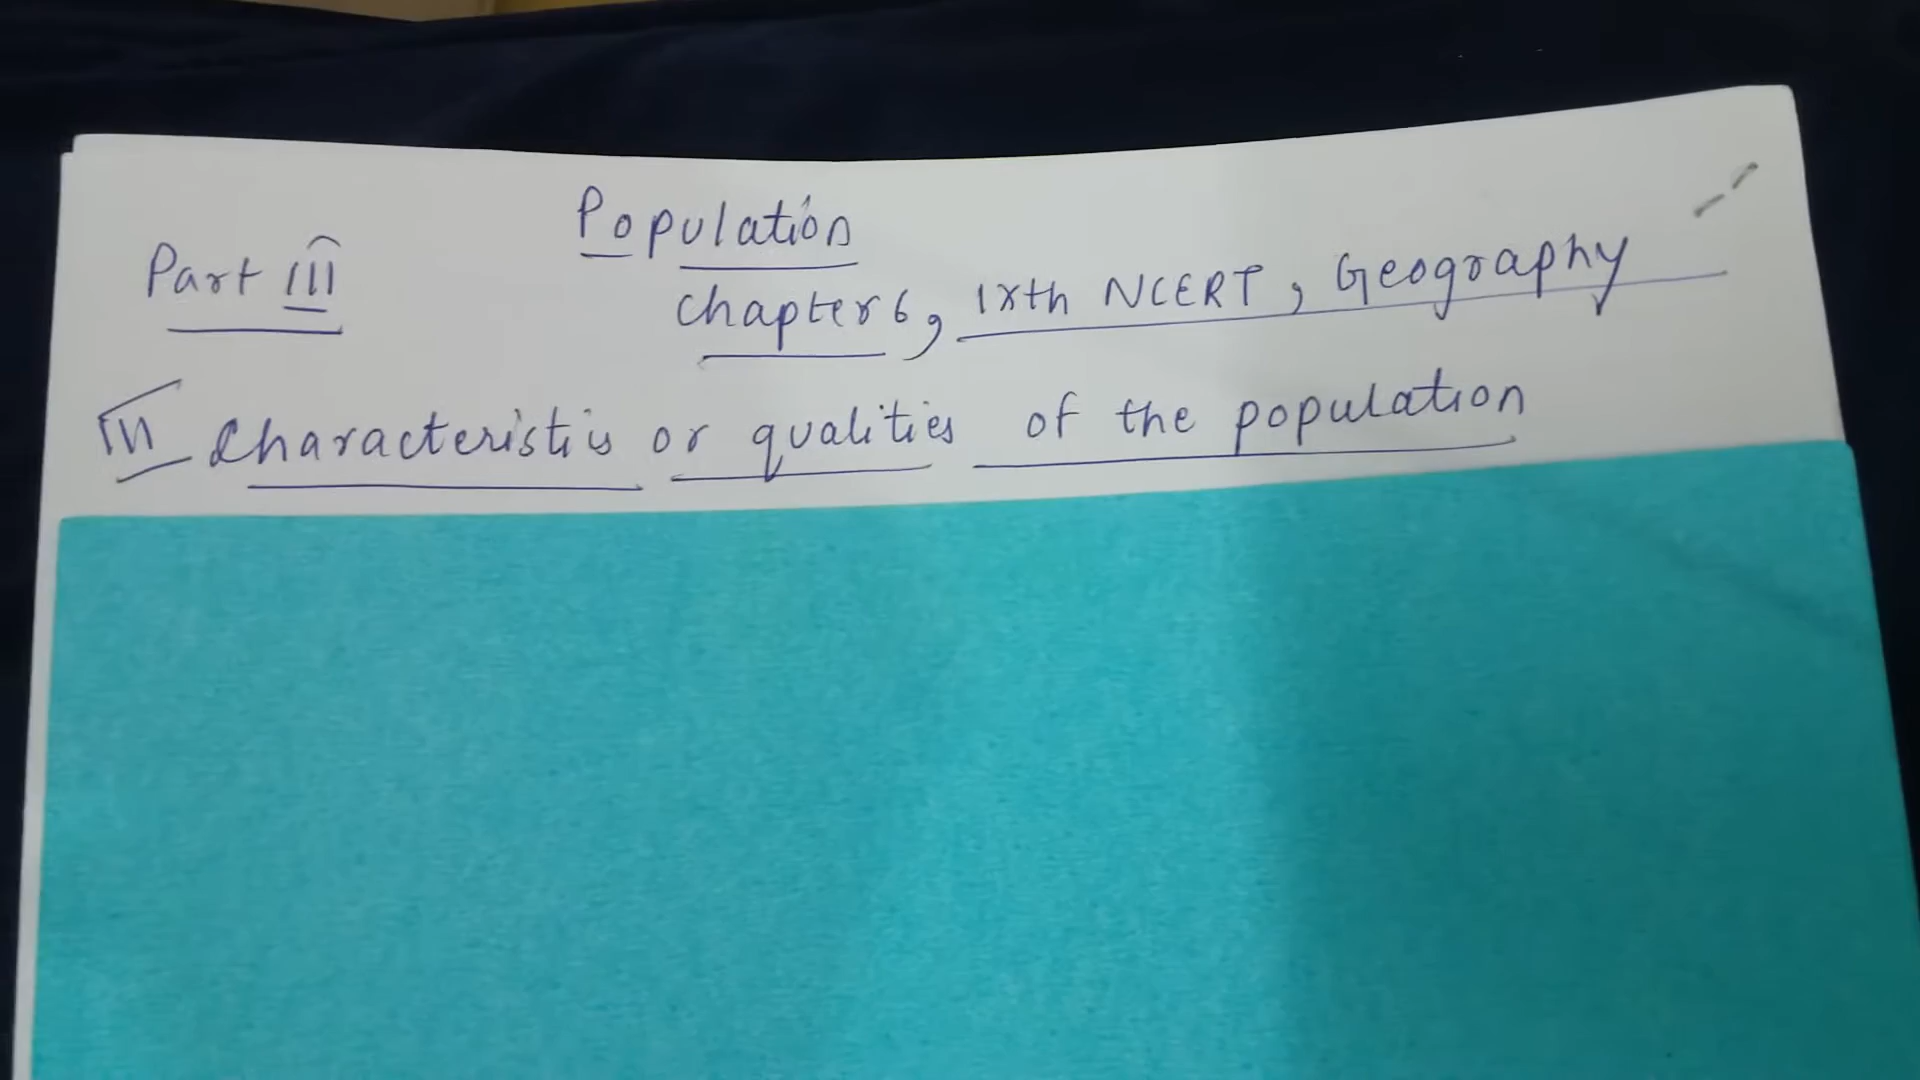 Population
Part III
Chapter 6, IXth NCERT, Geography
III Characteristics or qualities of the population